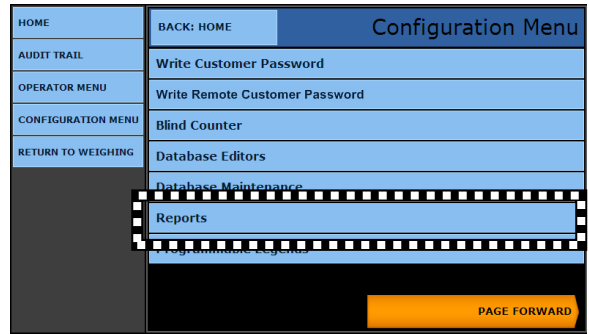 HOME
AUDIT TRAIL
OPERATOR MENU
CONFIGURATION MENU
RETURN TO WEIGHING
BACK: HOME
Configuration Menu
Write Customer Password
Write Remote Customer Password
Blind Counter
Database Editors
Database Maintenance
Reports
Programmable Legends
PAGE FORWARD